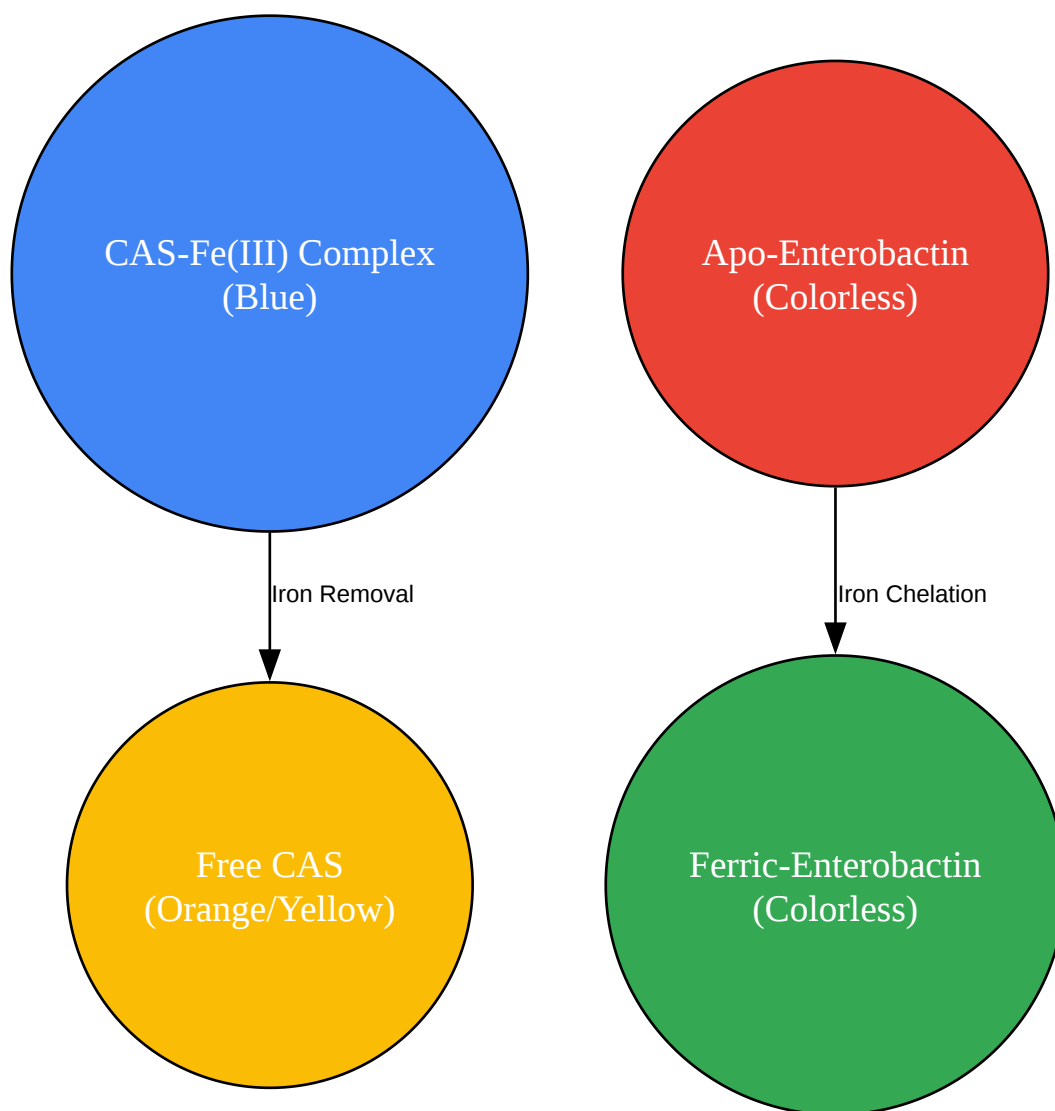 CAS-Fe(III) Complex
(Blue)
Apo-Enterobactin
(Colorless)
Iron Removal
Iron Chelation
Free CAS
(Orange/Yellow)
Ferric-Enterobactin
(Colorless)